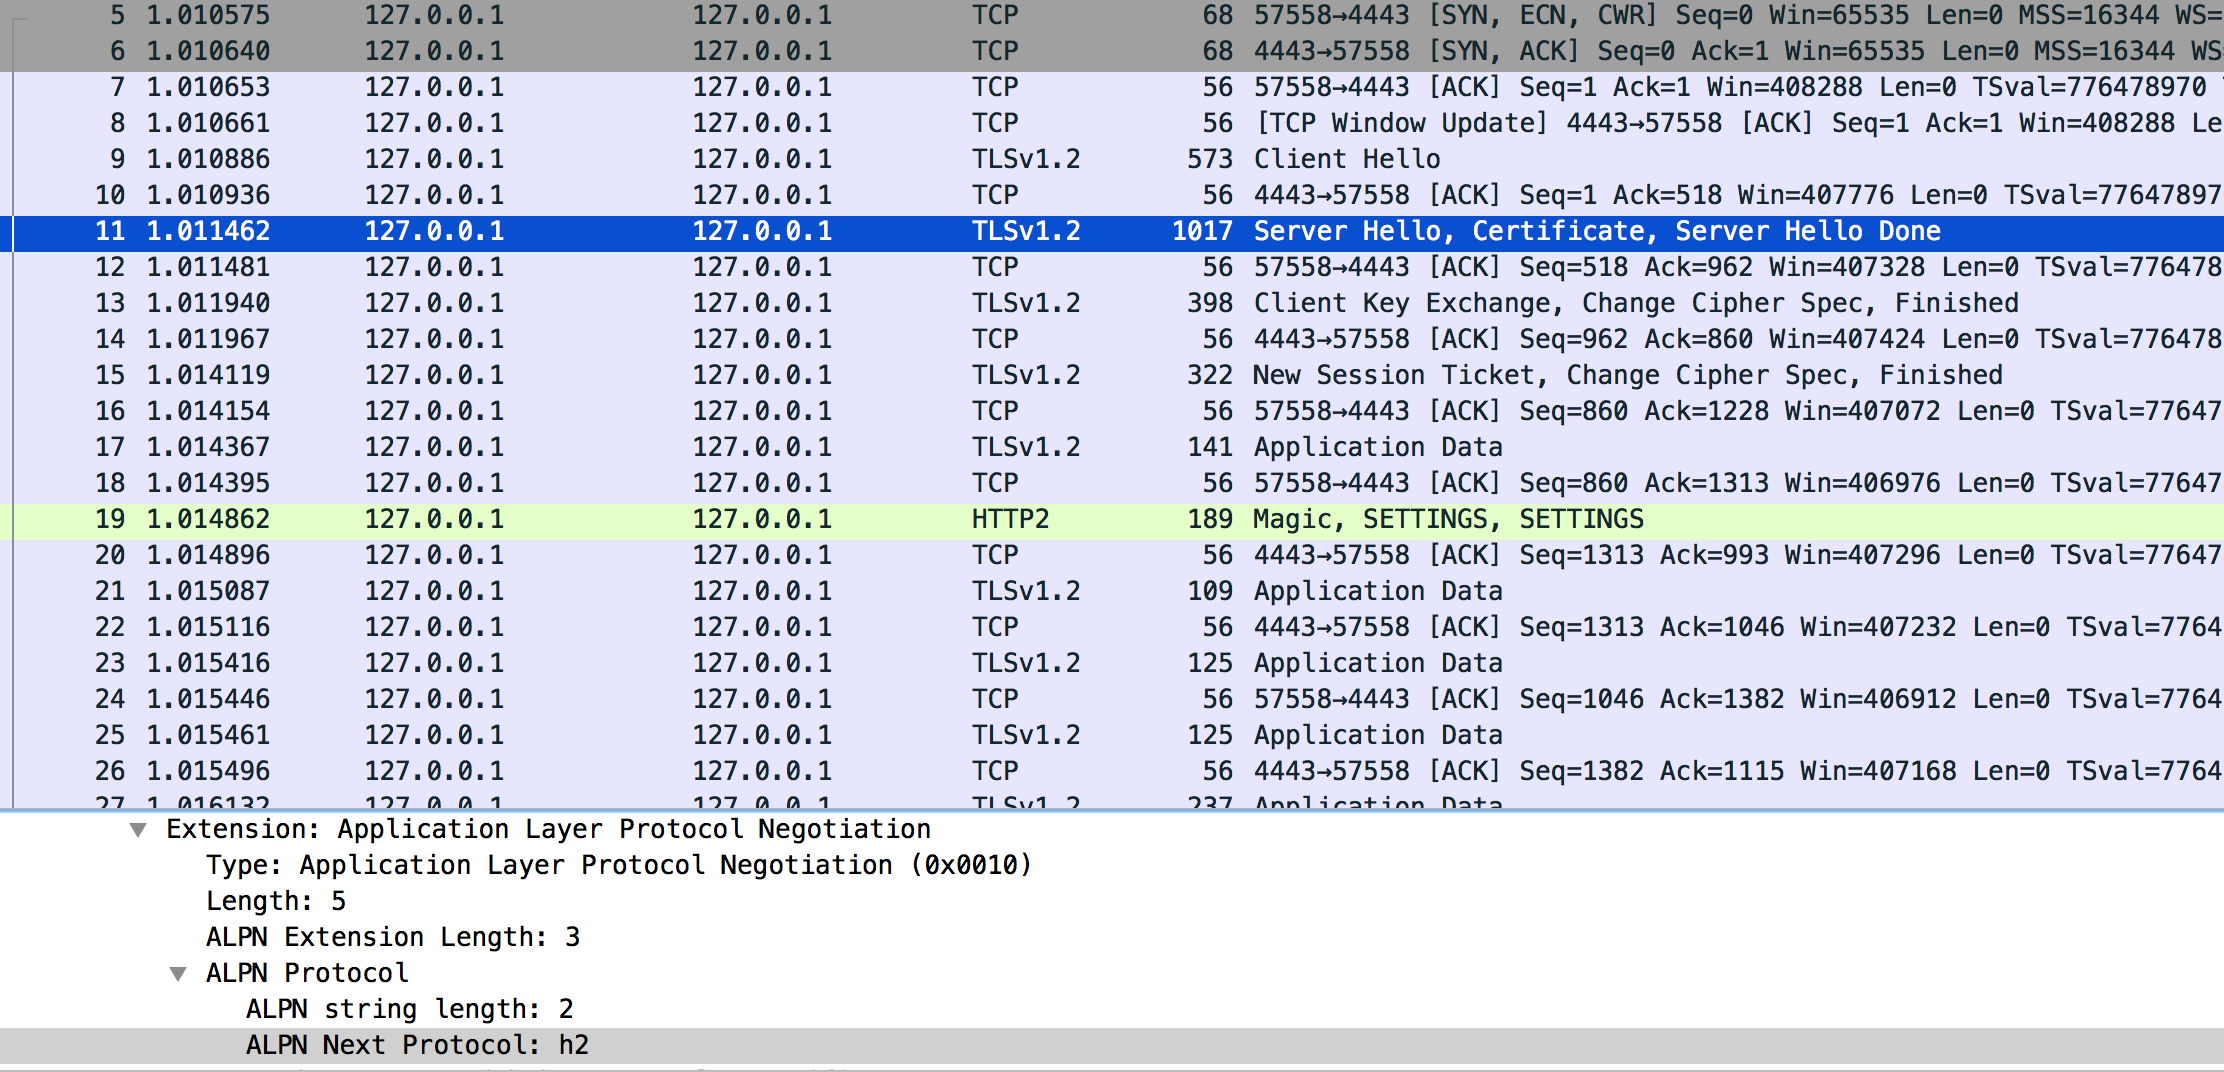 5 1.010575 127.0.0.1 127.0.0.1 TCP 68 57558→4443 [SYN, ECN, CWR] Seq=0 Win=65535 Len=0 MSS=16344 WS=
6 1.010640 127.0.0.1 127.0.0.1 TCP 68 4443→57558 [SYN, ACK] Seq=0 Ack=1 Win=65535 Len=0 MSS=16344 WS
7 1.010653 127.0.0.1 127.0.0.1 TCP 56 57558→4443 [ACK] Seq=1 Ack=1 Win=408288 Len=0 TSval=776478970
8 1.010661 127.0.0.1 127.0.0.1 TCP 56 [TCP Window Update] 4443→57558 [ACK] Seq=1 Ack=1 Win=408288 Le
9 1.010886 127.0.0.1 127.0.0.1 TLSv1.2 573 Client Hello
10 1.010936 127.0.0.1 127.0.0.1 TCP 56 4443→57558 [ACK] Seq=1 Ack=518 Win=407776 Len=0 TSval=77647897
11 1.011462 127.0.0.1 127.0.0.1 TLSv1.2 1017 Server Hello, Certificate, Server Hello Done
12 1.011481 127.0.0.1 127.0.0.1 TCP 56 57558→4443 [ACK] Seq=518 Ack=962 Win=407328 Len=0 TSval=776478
13 1.011940 127.0.0.1 127.0.0.1 TLSv1.2 398 Client Key Exchange, Change Cipher Spec, Finished
14 1.011967 127.0.0.1 127.0.0.1 TCP 56 4443→57558 [ACK] Seq=962 Ack=860 Win=407424 Len=0 TSval=776478
15 1.014119 127.0.0.1 127.0.0.1 TLSv1.2 322 New Session Ticket, Change Cipher Spec, Finished
16 1.014154 127.0.0.1 127.0.0.1 TCP 56 57558→4443 [ACK] Seq=860 Ack=1228 Win=407072 Len=0 TSval=77647
17 1.014367 127.0.0.1 127.0.0.1 TLSv1.2 141 Application Data
18 1.014395 127.0.0.1 127.0.0.1 TCP 56 57558→4443 [ACK] Seq=860 Ack=1313 Win=406976 Len=0 TSval=77647
19 1.014862 127.0.0.1 127.0.0.1 HTTP2 189 Magic, SETTINGS, SETTINGS
20 1.014896 127.0.0.1 127.0.0.1 TCP 56 4443→57558 [ACK] Seq=1313 Ack=993 Win=407296 Len=0 TSval=77647
21 1.015087 127.0.0.1 127.0.0.1 TLSv1.2 109 Application Data
22 1.015116 127.0.0.1 127.0.0.1 TCP 56 4443→57558 [ACK] Seq=1313 Ack=1046 Win=407232 Len=0 TSval=7764
23 1.015416 127.0.0.1 127.0.0.1 TLSv1.2 125 Application Data
24 1.015446 127.0.0.1 127.0.0.1 TCP 56 57558→4443 [ACK] Seq=1046 Ack=1382 Win=406912 Len=0 TSval=7764
25 1.015461 127.0.0.1 127.0.0.1 TLSv1.2 125 Application Data
26 1.015496 127.0.0.1 127.0.0.1 TCP 56 4443→57558 [ACK] Seq=1382 Ack=1115 Win=407168 Len=0 TSval=7764
27 1.016132 127.0.0.1 127.0.0.1 TLSv1.2 237 Application Data
Extension: Application Layer Protocol Negotiation
Type: Application Layer Protocol Negotiation (0x0010)
Length: 5
ALPN Extension Length: 3
ALPN Protocol
ALPN string length: 2
ALPN Next Protocol: h2